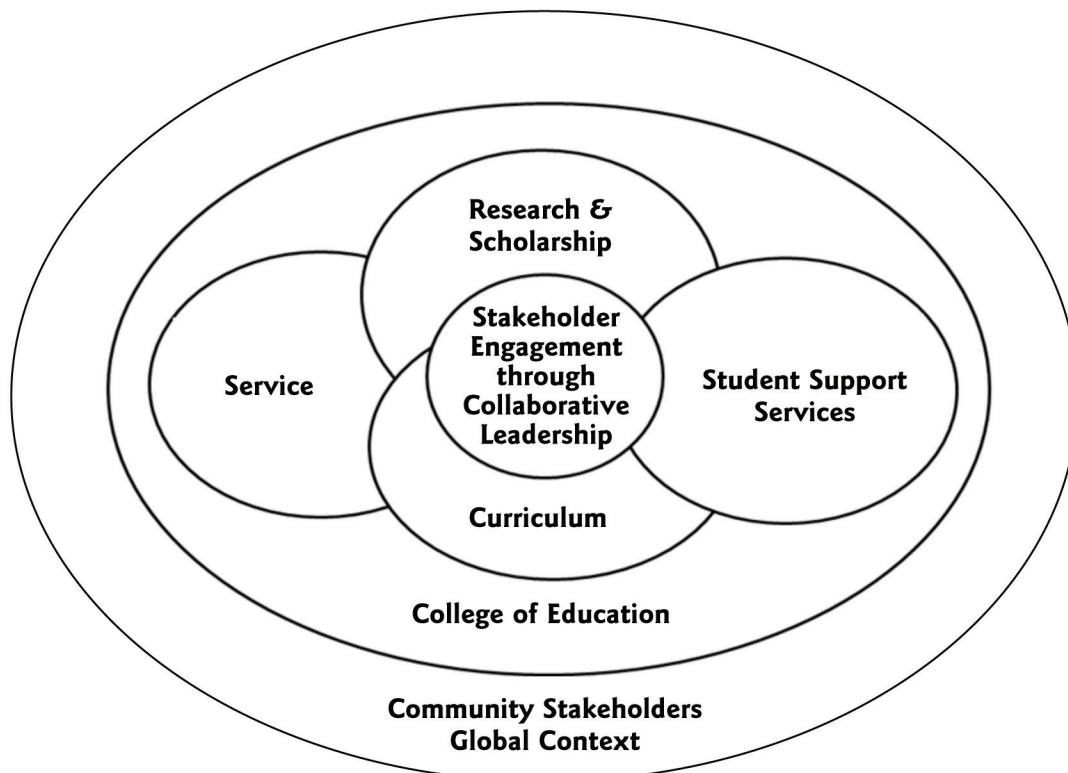 Research &
Scholarship
Stakeholder
Engagement
through
Collaborative
Leadership
Service
Student Support
Services
Curriculum
College of Education
Community Stakeholders
Global Context